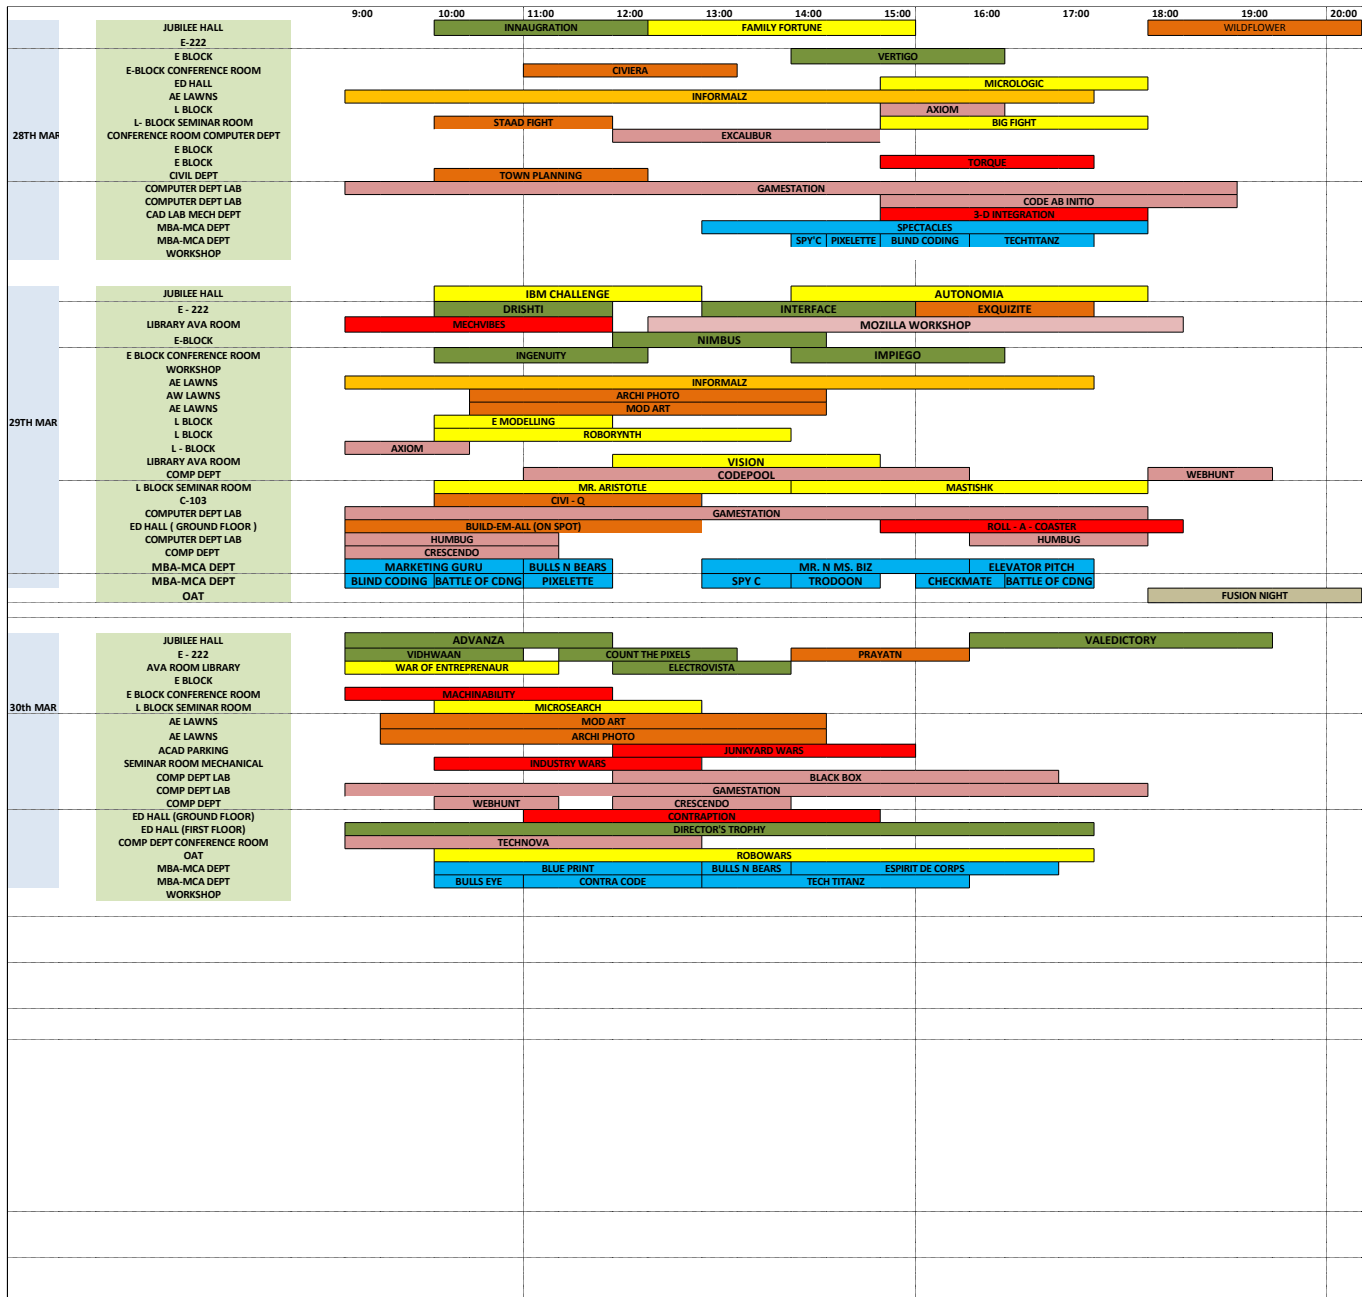 9:00 10:00 11:00 12:00 13:00 14:00 15:00 16:00 17:00 18:00 19:00 20:00
JUBILEE HALL INNAUGRATION FAMILY FORTUNE WILDFLOWER
E-222
E BLOCK VERTIGO
E-BLOCK CONFERENCE ROOM CIVIERA
ED HALL MICROLOGIC
AE LAWNS INFORMALZ
L BLOCK AXIOM
L- BLOCK SEMINAR ROOM STAAD FIGHT BIG FIGHT
28TH MAR CONFERENCE ROOM COMPUTER DEPT EXCALIBUR
E BLOCK
E BLOCK TORQUE
CIVIL DEPT TOWN PLANNING
COMPUTER DEPT LAB GAMESTATION
COMPUTER DEPT LAB CODE AB INITIO
CAD LAB MECH DEPT 3-D INTEGRATION
MBA-MCA DEPT SPECTACLES
MBA-MCA DEPT SPY'C PIXELETTE BLIND CODING TECHTITANZ
WORKSHOP
JUBILEE HALL IBM CHALLENGE AUTONOMIA
E - 222 DRISHTI INTERFACE EXQUIZITE
LIBRARY AVA ROOM MECHVIBES MOZILLA WORKSHOP
E-BLOCK NIMBUS
E BLOCK CONFERENCE ROOM INGENUITY IMPIEGO
WORKSHOP
AE LAWNS INFORMALZ
AW LAWNS ARCHI PHOTO
AE LAWNS MOD ART
29TH MAR L BLOCK E MODELLING
L BLOCK ROBORYNTH
L - BLOCK AXIOM
LIBRARY AVA ROOM VISION
COMP DEPT CODEPOOL WEBHUNT
L BLOCK SEMINAR ROOM MR. ARISTOTLE MASTISHK
C-103 CIVI - Q
COMPUTER DEPT LAB GAMESTATION
ED HALL ( GROUND FLOOR ) BUILD-EM-ALL (ON SPOT) ROLL - A - COASTER
COMPUTER DEPT LAB HUMBUG HUMBUG
COMP DEPT CRESCENDO
MBA-MCA DEPT MARKETING GURU BULLS N BEARS MR. N MS. BIZ ELEVATOR PITCH
MBA-MCA DEPT BLIND CODING BATTLE OF CDNG PIXELETTE SPY C TRODOON CHECKMATE BATTLE OF CDNG
OAT FUSION NIGHT
JUBILEE HALL ADVANZA VALEDICTORY
E - 222 VIDHWAAN COUNT THE PIXELS PRAYATN
AVA ROOM LIBRARY WAR OF ENTREPRENAUR ELECTROVISTA
E BLOCK
E BLOCK CONFERENCE ROOM MACHINABILITY
30th MAR L BLOCK SEMINAR ROOM MICROSEARCH
AE LAWNS MOD ART
AE LAWNS ARCHI PHOTO
ACAD PARKING JUNKYARD WARS
SEMINAR ROOM MECHANICAL INDUSTRY WARS
COMP DEPT LAB BLACK BOX
COMP DEPT LAB GAMESTATION
COMP DEPT WEBHUNT CRESCENDO
ED HALL (GROUND FLOOR) CONTRAPTION
ED HALL (FIRST FLOOR) DIRECTOR'S TROPHY
COMP DEPT CONFERENCE ROOM TECHNOVA
OAT ROBOWARS
MBA-MCA DEPT BLUE PRINT BULLS N BEARS ESPIRIT DE CORPS
MBA-MCA DEPT BULLS EYE CONTRA CODE TECH TITANZ
WORKSHOP